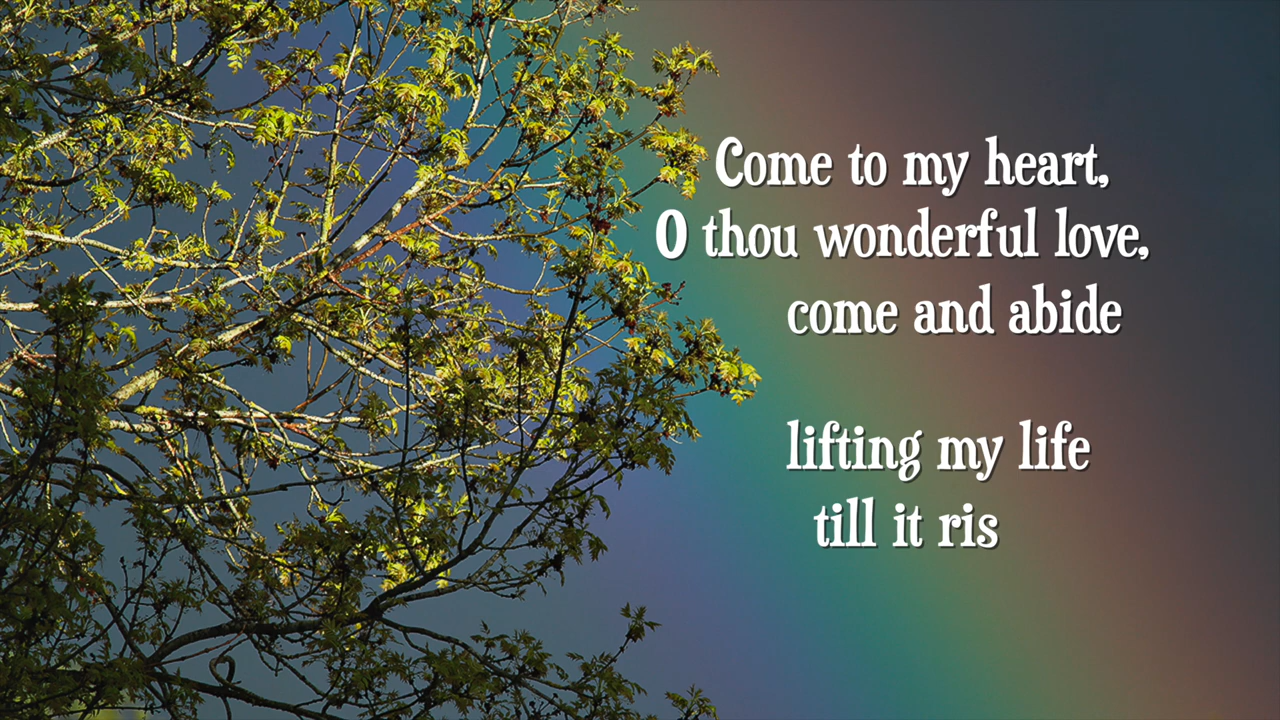 Come to my heart,
O thou wonderful love,
come and abide
lifting my life
till it ris